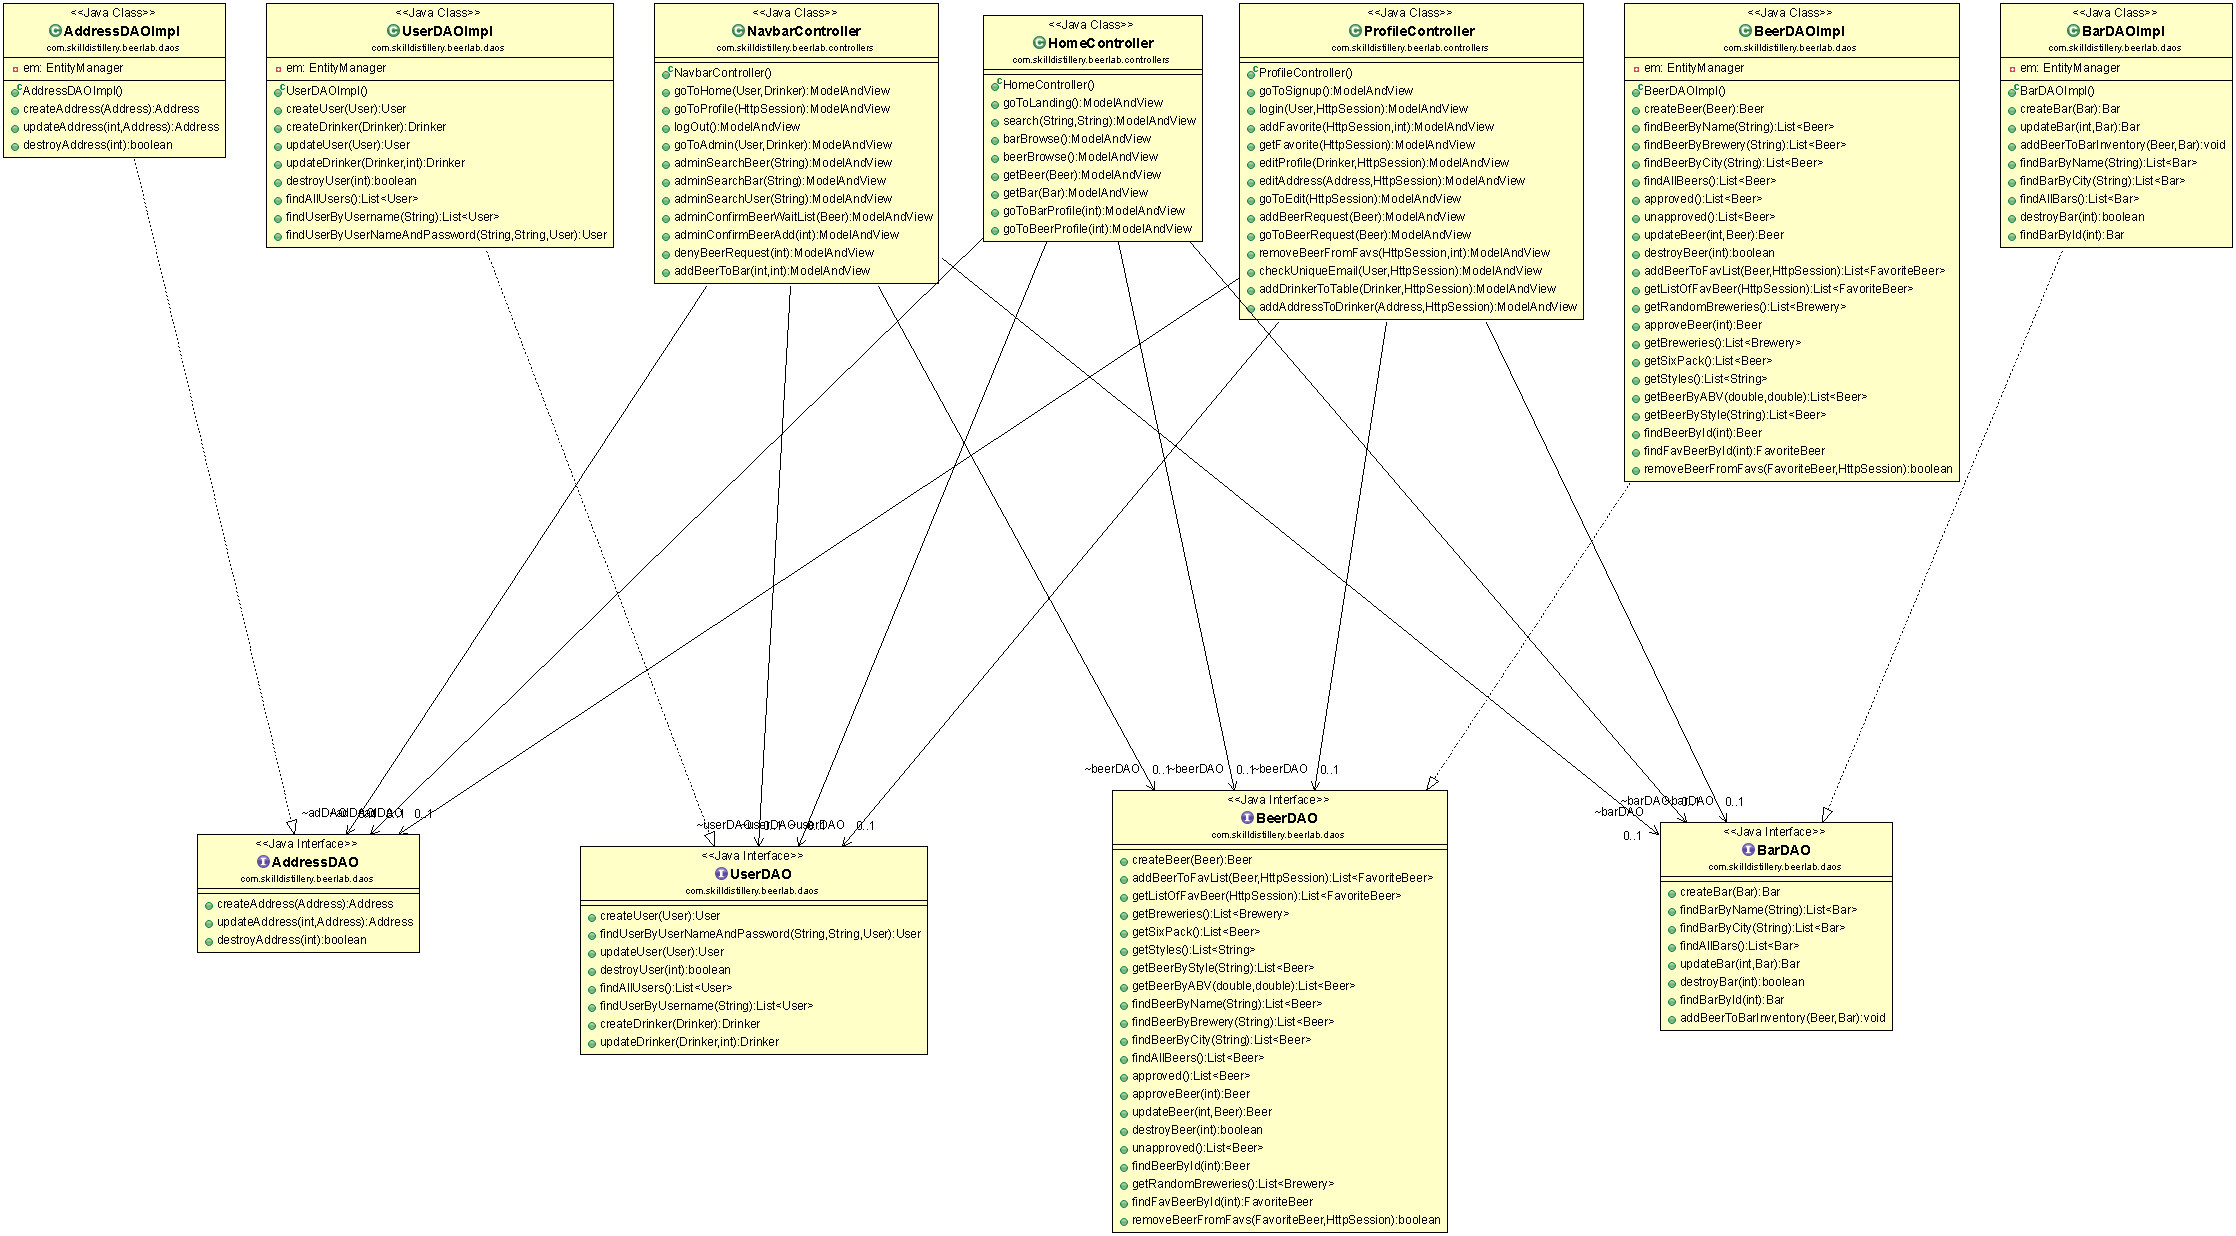 <<Java Class>>
AddressDAOImpl
com.skilldistillery.beerlab.daos
em: EntityManager
AddressDAOImpl()
createAddress(Address):Address
updateAddress(int,Address):Address
destroyAddress(int):boolean
<<Java Class>>
UserDAOImpl
com.skilldistillery.beerlab.daos
em: EntityManager
UserDAOImpl()
createUser(User):User
createDrinker(Drinker):Drinker
updateUser(User):User
updateDrinker(Drinker,int):Drinker
destroyUser(int):boolean
findAllUsers():List<User>
findUserByUsername(String):List<User>
findUserByUserNameAndPassword(String,String,User):User
<<Java Class>>
NavbarController
com.skilldistillery.beerlab.controllers
NavbarController()
goToHome(User,Drinker):ModelAndView
goToProfile(HttpSession):ModelAndView
logOut():ModelAndView
goToAdmin(User,Drinker):ModelAndView
adminSearchBeer(String):ModelAndView
adminSearchBar(String):ModelAndView
adminSearchUser(String):ModelAndView
adminConfirmBeerWaitList(Beer):ModelAndView
adminConfirmBeerAdd(int):ModelAndView
denyBeerRequest(int):ModelAndView
addBeerToBar(int,int):ModelAndView
<<Java Class>>
HomeController
com.skilldistillery.beerlab.controllers
HomeController()
goToLanding():ModelAndView
search(String,String):ModelAndView
barBrowse():ModelAndView
beerBrowse():ModelAndView
getBeer(Beer):ModelAndView
getBar(Bar):ModelAndView
goToBarProfile(int):ModelAndView
goToBeerProfile(int):ModelAndView
<<Java Class>>
ProfileController
com.skilldistillery.beerlab.controllers
ProfileController()
goToSignup():ModelAndView
login(User,HttpSession):ModelAndView
addFavorite(HttpSession,int):ModelAndView
getFavorite(HttpSession):ModelAndView
editProfile(Drinker,HttpSession):ModelAndView
editAddress(Address,HttpSession):ModelAndView
goToEdit(HttpSession):ModelAndView
addBeerRequest(Beer):ModelAndView
goToBeerRequest(Beer):ModelAndView
removeBeerFromFavs(HttpSession,int):ModelAndView
checkUniqueEmail(User,HttpSession):ModelAndView
addDrinkerToTable(Drinker,HttpSession):ModelAndView
addAddressToDrinker(Address,HttpSession):ModelAndView
<<Java Class>>
BeerDAOImpl
com.skilldistillery.beerlab.daos
em: EntityManager
BeerDAOImpl()
createBeer(Beer):Beer
findBeerByName(String):List<Beer>
findBeerByBrewery(String):List<Beer>
findBeerByCity(String):List<Beer>
findAllBeers():List<Beer>
approved():List<Beer>
unapproved():List<Beer>
updateBeer(int,Beer):Beer
destroyBeer(int):boolean
addBeerToFavList(Beer,HttpSession):List<FavoriteBeer>
getListOfFavBeer(HttpSession):List<FavoriteBeer>
getRandomBreweries():List<Brewery>
approveBeer(int):Beer
getBreweries():List<Brewery>
getSixPack():List<Beer>
getStyles():List<String>
getBeerByABV(double,double):List<Beer>
getBeerByStyle(String):List<Beer>
findBeerById(int):Beer
findFavBeerById(int):FavoriteBeer
removeBeerFromFavs(FavoriteBeer,HttpSession):boolean
<<Java Class>>
BarDAOImpl
com.skilldistillery.beerlab.daos
em: EntityManager
BarDAOImpl()
createBar(Bar):Bar
updateBar(int,Bar):Bar
addBeerToBarInventory(Beer,Bar):void
findBarByName(String):List<Bar>
findBarByCity(String):List<Bar>
findAllBars():List<Bar>
destroyBar(int):boolean
findBarById(int):Bar
~adDAO 0..1
<<Java Interface>>
AddressDAO
com.skilldistillery.beerlab.daos
createAddress(Address):Address
updateAddress(int,Address):Address
destroyAddress(int):boolean
~userDAO ~userDAO ~userDAO 0..1
<<Java Interface>>
UserDAO
com.skilldistillery.beerlab.daos
createUser(User):User
findUserByUserNameAndPassword(String,String,User):User
updateUser(User):User
destroyUser(int):boolean
findAllUsers():List<User>
findUserByUsername(String):List<User>
createDrinker(Drinker):Drinker
updateDrinker(Drinker,int):Drinker
~beerDAO 0..1 ~beerDAO 0..1 ~beerDAO 0..1
<<Java Interface>>
BeerDAO
com.skilldistillery.beerlab.daos
createBeer(Beer):Beer
addBeerToFavList(Beer,HttpSession):List<FavoriteBeer>
getListOfFavBeer(HttpSession):List<FavoriteBeer>
getBreweries():List<Brewery>
getSixPack():List<Beer>
getStyles():List<String>
getBeerByStyle(String):List<Beer>
getBeerByABV(double,double):List<Beer>
findBeerByName(String):List<Beer>
findBeerByBrewery(String):List<Beer>
findBeerByCity(String):List<Beer>
findAllBeers():List<Beer>
approved():List<Beer>
approveBeer(int):Beer
updateBeer(int,Beer):Beer
destroyBeer(int):boolean
unapproved():List<Beer>
findBeerById(int):Beer
getRandomBreweries():List<Brewery>
findFavBeerById(int):FavoriteBeer
removeBeerFromFavs(FavoriteBeer,HttpSession):boolean
~barDAO ~barDAO 0..1
~barDAO
0..1
<<Java Interface>>
BarDAO
com.skilldistillery.beerlab.daos
createBar(Bar):Bar
findBarByName(String):List<Bar>
findBarByCity(String):List<Bar>
findAllBars():List<Bar>
updateBar(int,Bar):Bar
destroyBar(int):boolean
findBarById(int):Bar
addBeerToBarInventory(Beer,Bar):void